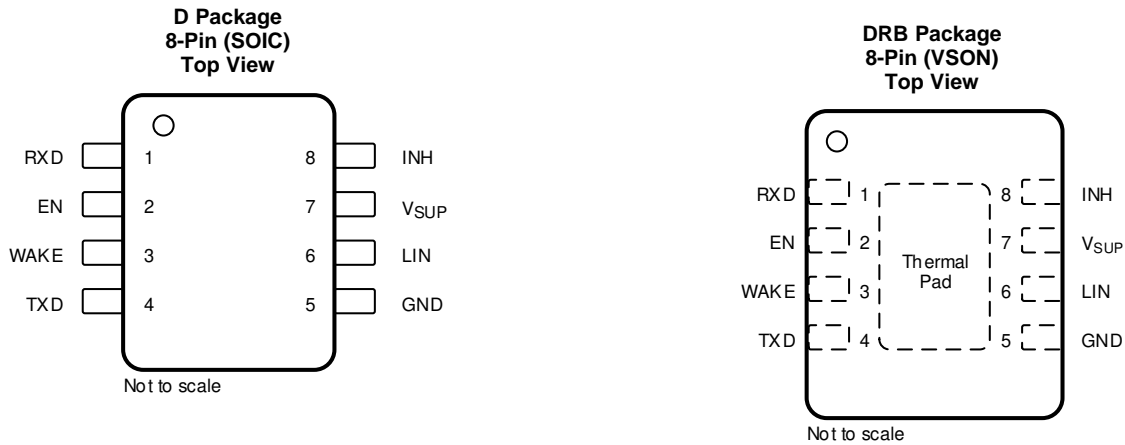 D Package
8-Pin (SOIC)
Top View
RXD 1 8 INH
EN 2 7 VSUP
WAKE 3 6 LIN
TXD 4 5 GND
Not to scale
DRB Package
8-Pin (VSON)
Top View
RXD 1 8 INH
EN 2 7 VSUP
Thermal
Pad
WAKE 3 6 LIN
TXD 4 5 GND
Not to scale